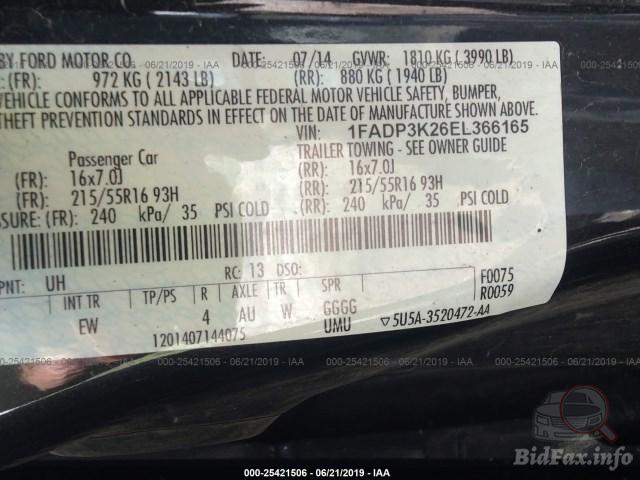 BY FORD MOTOR CO. DATE: 07/14 GVWR: 1810 KG ( 3990 LB)
(FR): 972 KG ( 2143 LB) (RR): 880 KG ( 1940 LB)
VEHICLE CONFORMS TO ALL APPLICABLE FEDERAL MOTOR VEHICLE SAFETY, BUMPER,
THEFT PREVENTION STANDARDS IN EFFECT ON THE DATE OF MANUFACTURE SHOWN ABOVE.
VIN: 1FADP3K26EL366165
Passenger Car TRAILER TOWING - SEE OWNER GUIDE
(FR): 16x7.0J (RR): 16x7.0J
(FR): 215/55R16 93H (RR): 215/55R16 93H
SSURE: (FR): 240 kPa/ 35 PSI COLD (RR): 240 kPa/ 35 PSI COLD
PNT: UH RC: 13 DSO: F0075
R0059
INT TR TP/PS R AXLE TR SPR
EW 4 AU W GGGG
UMU
1201407144075 5U5A-3520472-AA
000-25421506 / 06/21/2019 - IAA
BidFax.info